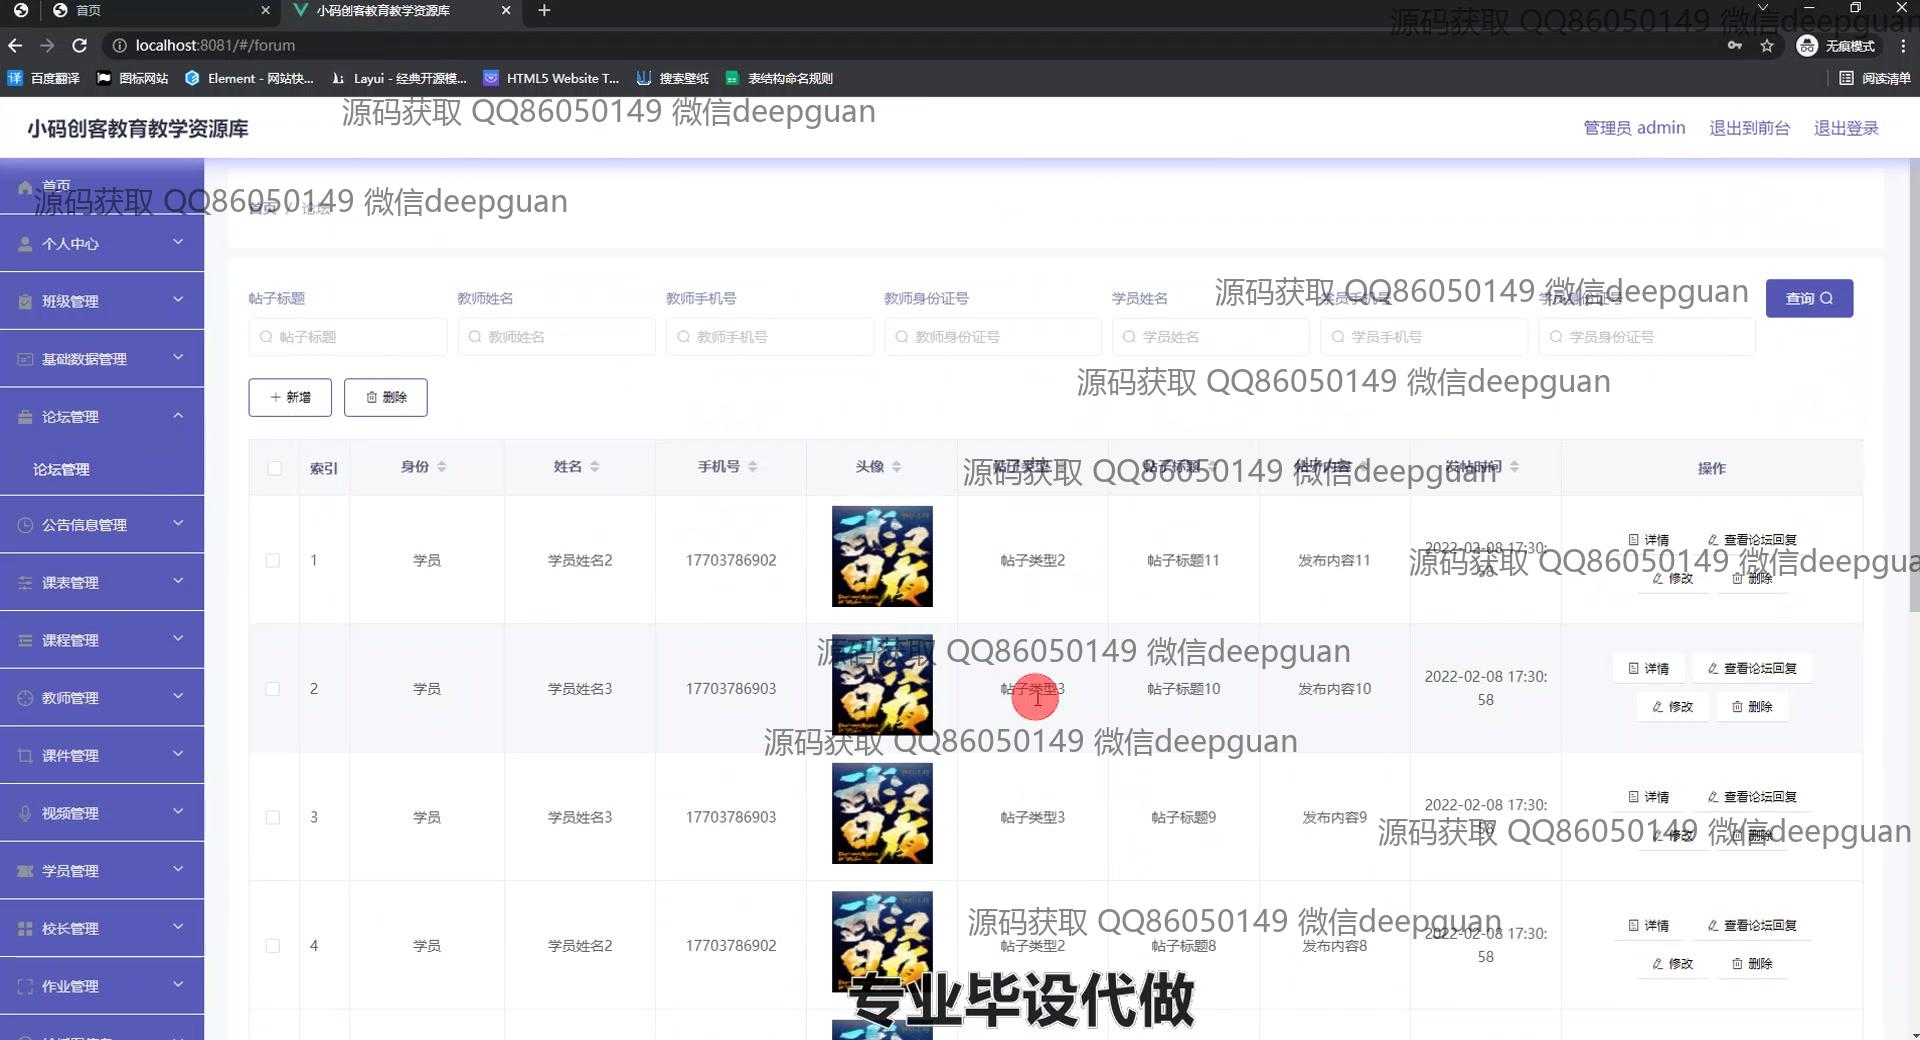 首页
小码创客教育教学资源库
源码获取 QQ86050149 微信deepguan
localhost:8081/#/forum
无痕模式
百度翻译 图标网站 Element - 网站快... Layui - 经典开源模... HTML5 Website T... 搜索壁纸 表结构命名规则 阅读清单
源码获取 QQ86050149 微信deepguan
小码创客教育教学资源库
管理员 admin 退出到前台 退出登录
首页
源码获取 QQ86050149 微信deepguan
首页 / 论坛
个人中心
班级管理
基础数据管理
论坛管理
论坛管理
公告信息管理
课表管理
课程管理
教师管理
课件管理
视频管理
学员管理
校长管理
作业管理
帖子标题 教师姓名 教师手机号 教师身份证号 学员姓名 学员手机号 学员身份证号 查询
源码获取 QQ86050149 微信deepguan
帖子标题 教师姓名 教师手机号 教师身份证号 学员姓名 学员手机号 学员身份证号
源码获取 QQ86050149 微信deepguan
新增 删除
索引 身份 姓名 手机号 头像 帖子类型 帖子标题 帖子内容 发帖时间 操作
源码获取 QQ86050149 微信deepguan
1 学员 学员姓名2 17703786902 帖子类型2 帖子标题11 发布内容11 2022-02-08 17:30:58 详情 查看论坛回复 修改 删除
源码获取 QQ86050149 微信deepgua
源码获取 QQ86050149 微信deepguan
2 学员 学员姓名3 17703786903 帖子类型3 帖子标题10 发布内容10 2022-02-08 17:30:58 详情 查看论坛回复 修改 删除
源码获取 QQ86050149 微信deepguan
3 学员 学员姓名3 17703786903 帖子类型3 帖子标题9 发布内容9 2022-02-08 17:30:58 详情 查看论坛回复 修改 删除
源码获取 QQ86050149 微信deepguan
源码获取 QQ86050149 微信deepguan
4 学员 学员姓名2 17703786902 帖子类型2 帖子标题8 发布内容8 2022-02-08 17:30:58 详情 查看论坛回复 修改 删除
武汉日夜
武汉日夜
武汉日夜
专业毕设代做